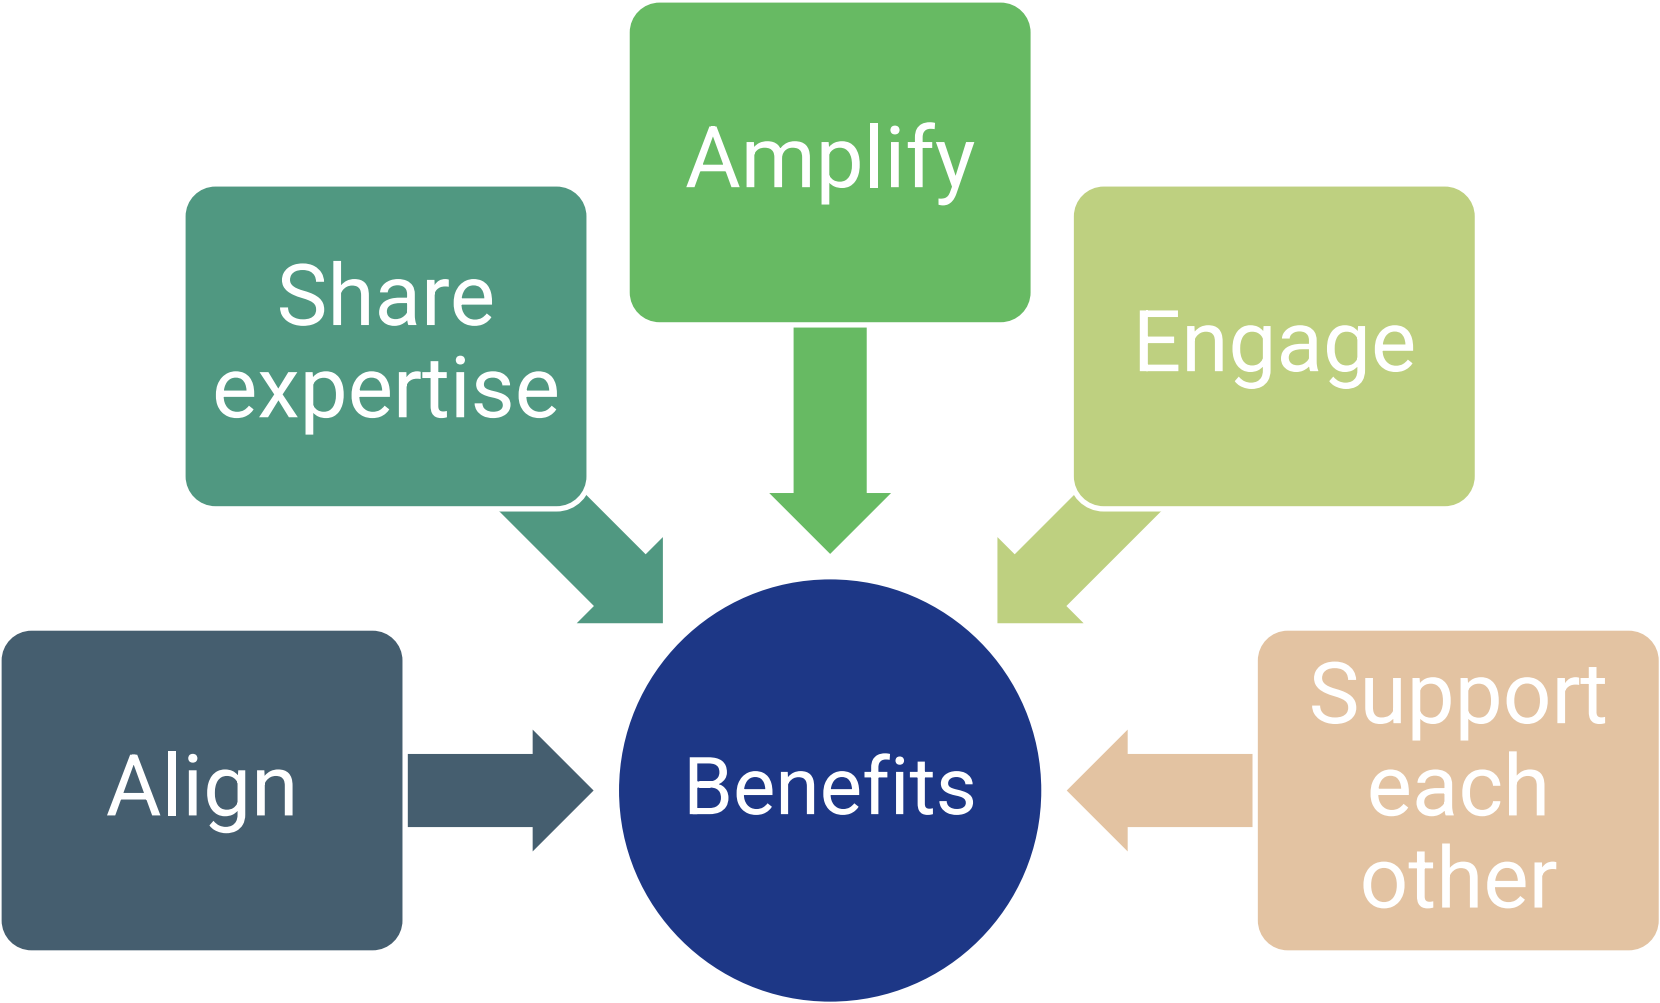 Amplify
Share
expertise
Engage
Align
Benefits
Support
each
other